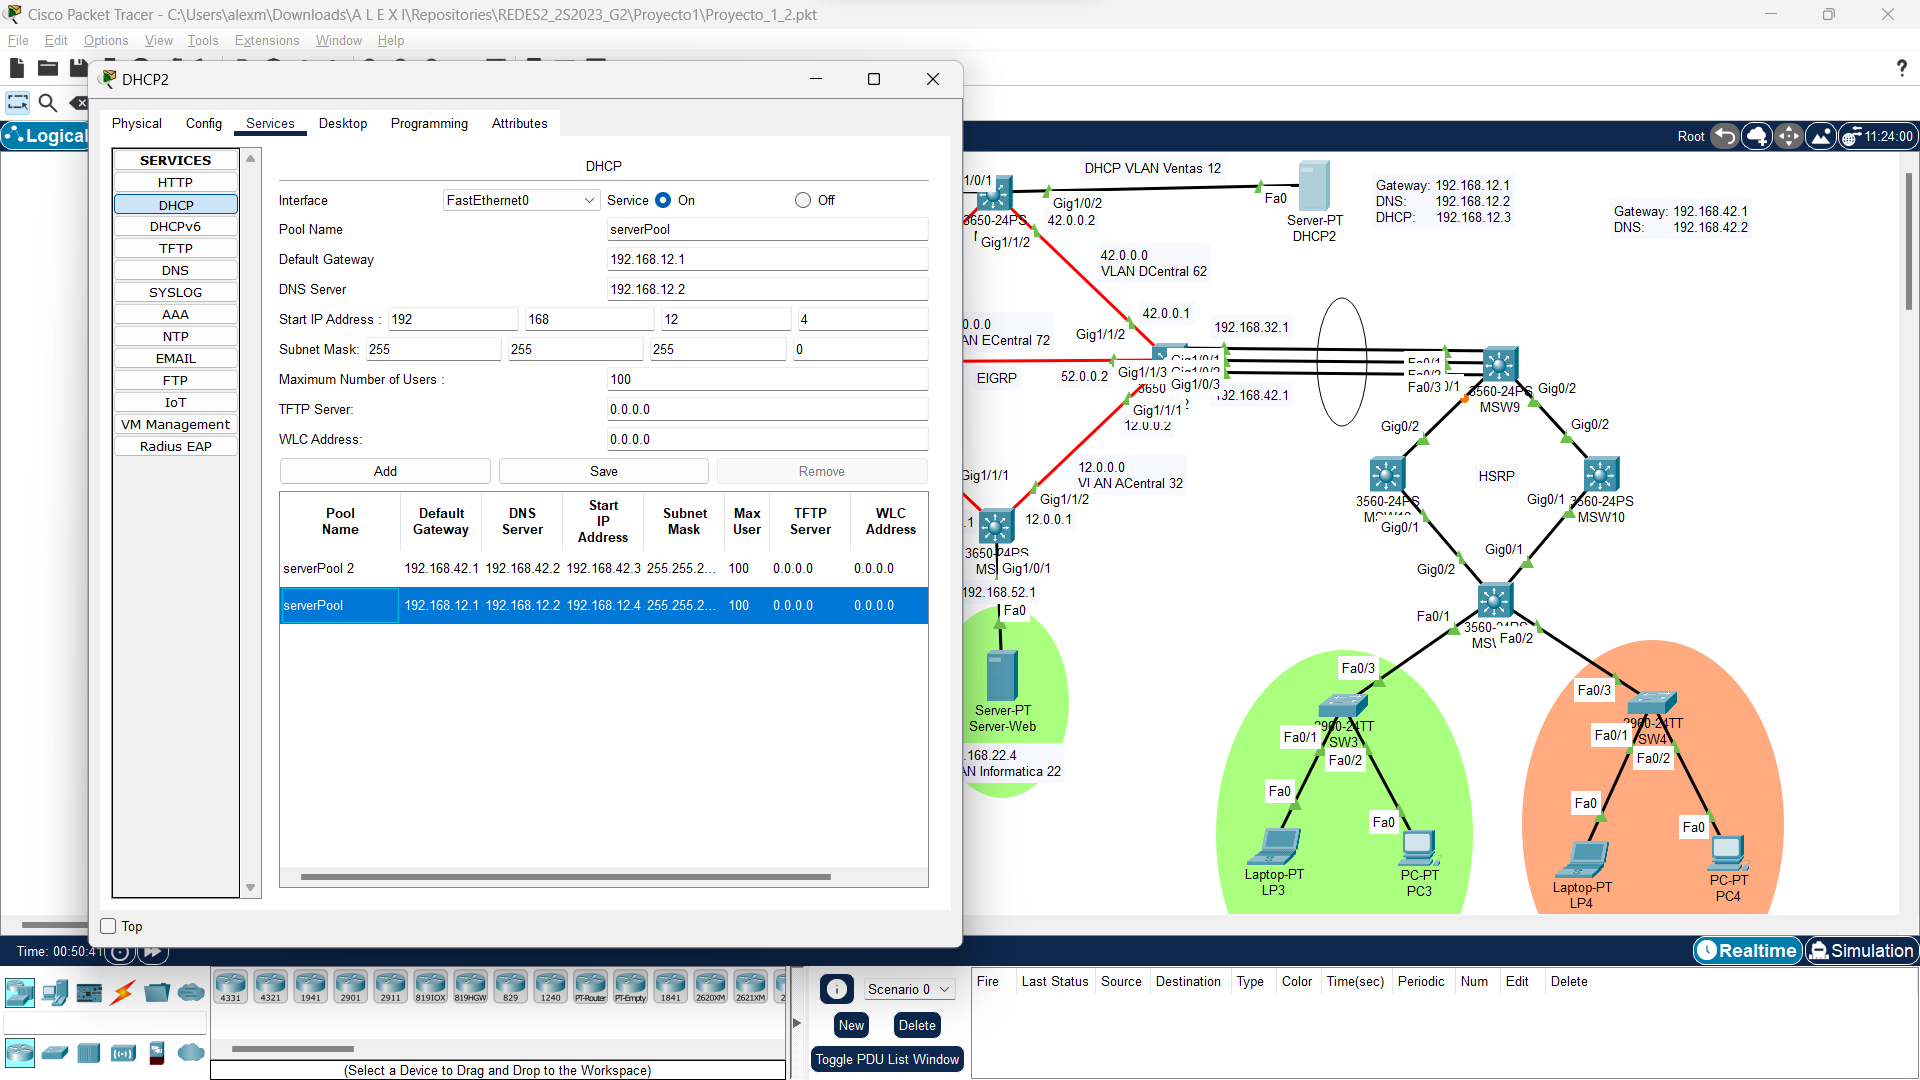 Cisco Packet Tracer - C:\Users\alexm\Downloads\A L E X I\Repositories\REDES2_2S2023_G2\Proyecto1\Proyecto_1_2.pkt
File Edit Options View Tools Extensions Window Help
?
DHCP2
Physical Config Services Desktop Programming Attributes
Logical
Root 11:24:00
SERVICES
HTTP
DHCP
DHCPv6
TFTP
DNS
SYSLOG
AAA
NTP
EMAIL
FTP
IoT
VM Management
Radius EAP
DHCP
Interface FastEthernet0 Service On Off
Pool Name serverPool
Default Gateway 192.168.12.1
DNS Server 192.168.12.2
Start IP Address : 192 168 12 4
Subnet Mask: 255 255 255 0
Maximum Number of Users : 100
TFTP Server: 0.0.0.0
WLC Address: 0.0.0.0
Add Save Remove
Pool Name Default Gateway DNS Server Start IP Address Subnet Mask Max User TFTP Server WLC Address
serverPool 2 192.168.42.1 192.168.42.2 192.168.42.3 255.255.2... 100 0.0.0.0 0.0.0.0
serverPool 192.168.12.1 192.168.12.2 192.168.12.4 255.255.2... 100 0.0.0.0 0.0.0.0
Top
1/0/1
3650-24PS
Gig1/1/2
DHCP VLAN Ventas 12
Gig1/0/2
42.0.0.2
Fa0
Server-PT
DHCP2
Gateway: 192.168.12.1
DNS: 192.168.12.2
DHCP: 192.168.12.3
Gateway: 192.168.42.1
DNS: 192.168.42.2
42.0.0.0
VLAN DCentral 62
42.0.0.1
Gig1/1/2
192.168.32.1
0.0.0
AN ECentral 72
EIGRP
52.0.0.2
Gig1/1/3
Gig1/0/1
Gig1/0/3
3650
Gig1/1/1
12.0.0.2
192.168.42.1
Fa0/1
Fa0/2
Fa0/3
0/1
3560-24PS
MSW9
Gig0/2
Gig0/2
Gig0/2
HSRP
3560-24PS
Gig0/1
Gig0/1
3560-24PS
MSW10
Gig1/1/1
12.0.0.0
VLAN ACentral 32
Gig1/1/2
.1
12.0.0.1
3650-24PS
MS
Gig1/0/1
192.168.52.1
Fa0
Server-PT
Server-Web
.168.22.4
AN Informatica 22
Gig0/1
Gig0/2
Fa0/1
3560-24PS
MSW
Fa0/2
Fa0/3
2960-24TT
SW3
Fa0/1
Fa0/2
Fa0
Fa0
Laptop-PT
LP3
PC-PT
PC3
Fa0/3
2960-24TT
SW4
Fa0/1
Fa0/2
Fa0
Fa0
Laptop-PT
LP4
PC-PT
PC4
Time: 00:50:41
Realtime Simulation
4331 4321 1941 2901 2911 819IOX 819HGW 829 1240 PT-Router PT-Empty 1841 2620XM 2621XM 2
(Select a Device to Drag and Drop to the Workspace)
Scenario 0
New Delete
Toggle PDU List Window
Fire Last Status Source Destination Type Color Time(sec) Periodic Num Edit Delete